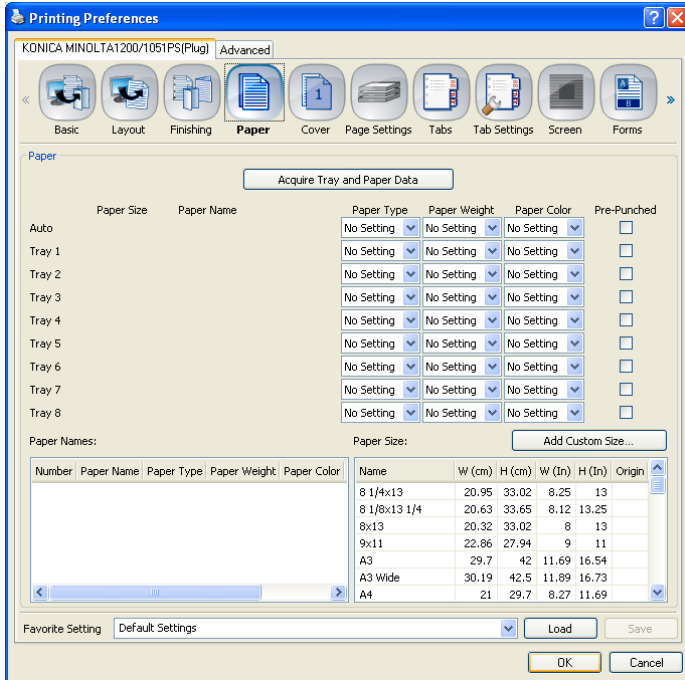 Printing Preferences
KONICA MINOLTA1200/1051PS(Plug) Advanced
1 A B
Basic Layout Finishing Paper Cover Page Settings Tabs Tab Settings Screen Forms
Paper
Acquire Tray and Paper Data
Paper Size Paper Name Paper Type Paper Weight Paper Color Pre-Punched
Auto No Setting No Setting No Setting
Tray 1 No Setting No Setting No Setting
Tray 2 No Setting No Setting No Setting
Tray 3 No Setting No Setting No Setting
Tray 4 No Setting No Setting No Setting
Tray 5 No Setting No Setting No Setting
Tray 6 No Setting No Setting No Setting
Tray 7 No Setting No Setting No Setting
Tray 8 No Setting No Setting No Setting
Paper Names: Paper Size: Add Custom Size...
Number Paper Name Paper Type Paper Weight Paper Color Name W (cm) H (cm) W (In) H (In) Origin
8 1/4x13 20.95 33.02 8.25 13
8 1/8x13 1/4 20.63 33.65 8.12 13.25
8x13 20.32 33.02 8 13
9x11 22.86 27.94 9 11
A3 29.7 42 11.69 16.54
A3 Wide 30.19 42.5 11.89 16.73
A4 21 29.7 8.27 11.69
Favorite Setting Default Settings Load Save
OK Cancel